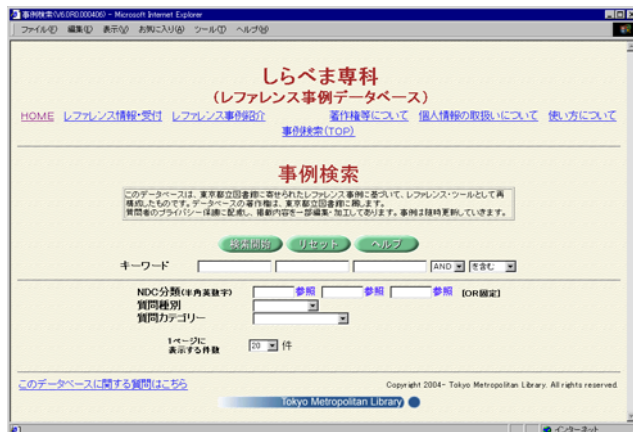 事例検索(V6.0R0.000406) - Microsoft Internet Explorer
ファイル(F) 編集(E) 表示(V) お気に入り(A) ツール(T) ヘルプ(H)
しらべま専科
(レファレンス事例データベース)
HOME レファレンス情報・受付 レファレンス事例紹介 著作権等について 個人情報の取扱いについて 使い方について
事例検索(TOP)
事例検索
このデータベースは、東京都立図書館に寄せられたレファレンス事例に基づいて、レファレンス・ツールとして再
構成したものです。データベースの著作権は、東京都立図書館に属します。
質問者のプライバシー保護に配慮し、掲載内容を一部編集・加工してあります。事例は随時更新していきます。
検索開始 リセット ヘルプ
キーワード AND を含む
NDC分類(半角英数字) 参照 参照 参照 [OR固定]
質問種別
質問カテゴリー
1ページに
表示する件数 20 件
このデータベースに関する質問はこちら Copyright 2004- Tokyo Metropolitan Library. All rights reserved.
Tokyo Metropolitan Library
インターネット